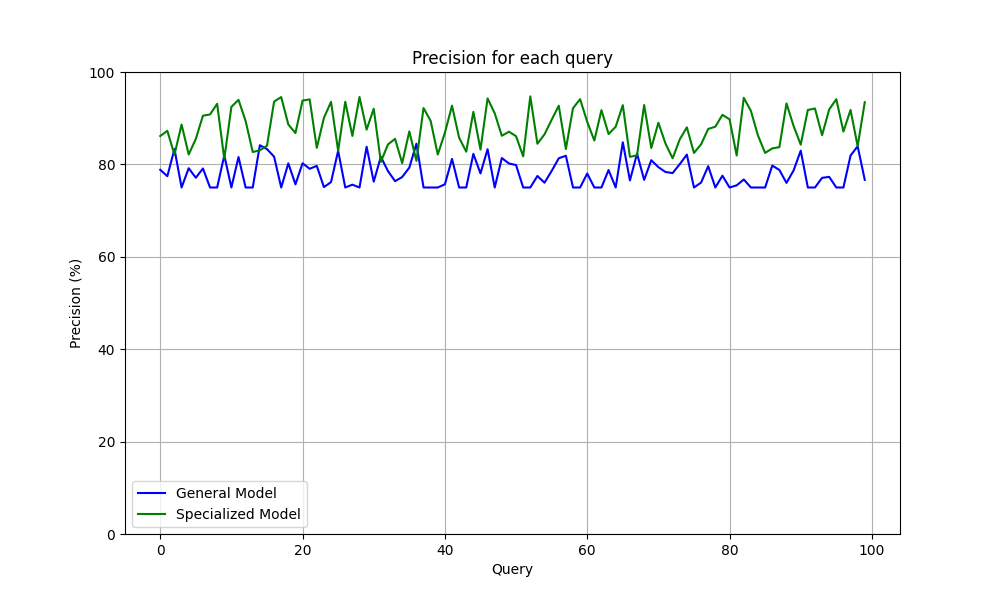 Precision for each query
100
80
60
40
20
0
Precision (%)
General Model
Specialized Model
0 20 40 60 80 100
Query